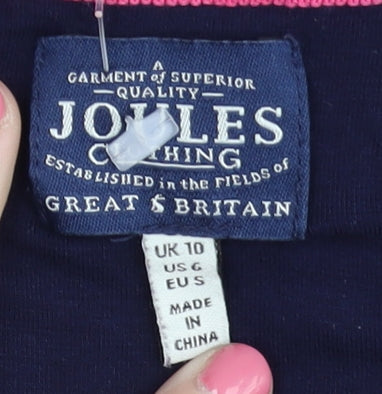 A
GARMENT of SUPERIOR
QUALITY
JOULES
CLOTHING
ESTABLISHED in the FIELDS of
GREAT & BRITAIN
UK 10
US 6
EU S
MADE
IN
CHINA